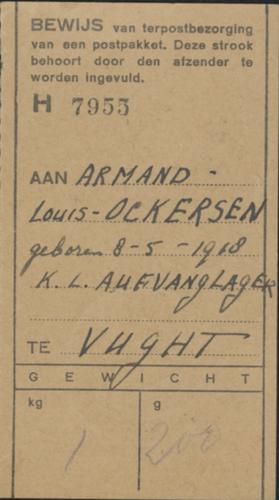 BEWIJS van terpostbezorging
van een postpakket. Deze strook
behoort door den afzender te
worden ingevuld.
H 7955
AAN ARMAND -
Louis - OCKERSEN
geboren 8 - 5 - 1918
K. L. AUFVANGLAGER
TE VUGHT
GEWICHT
kg g
1 200